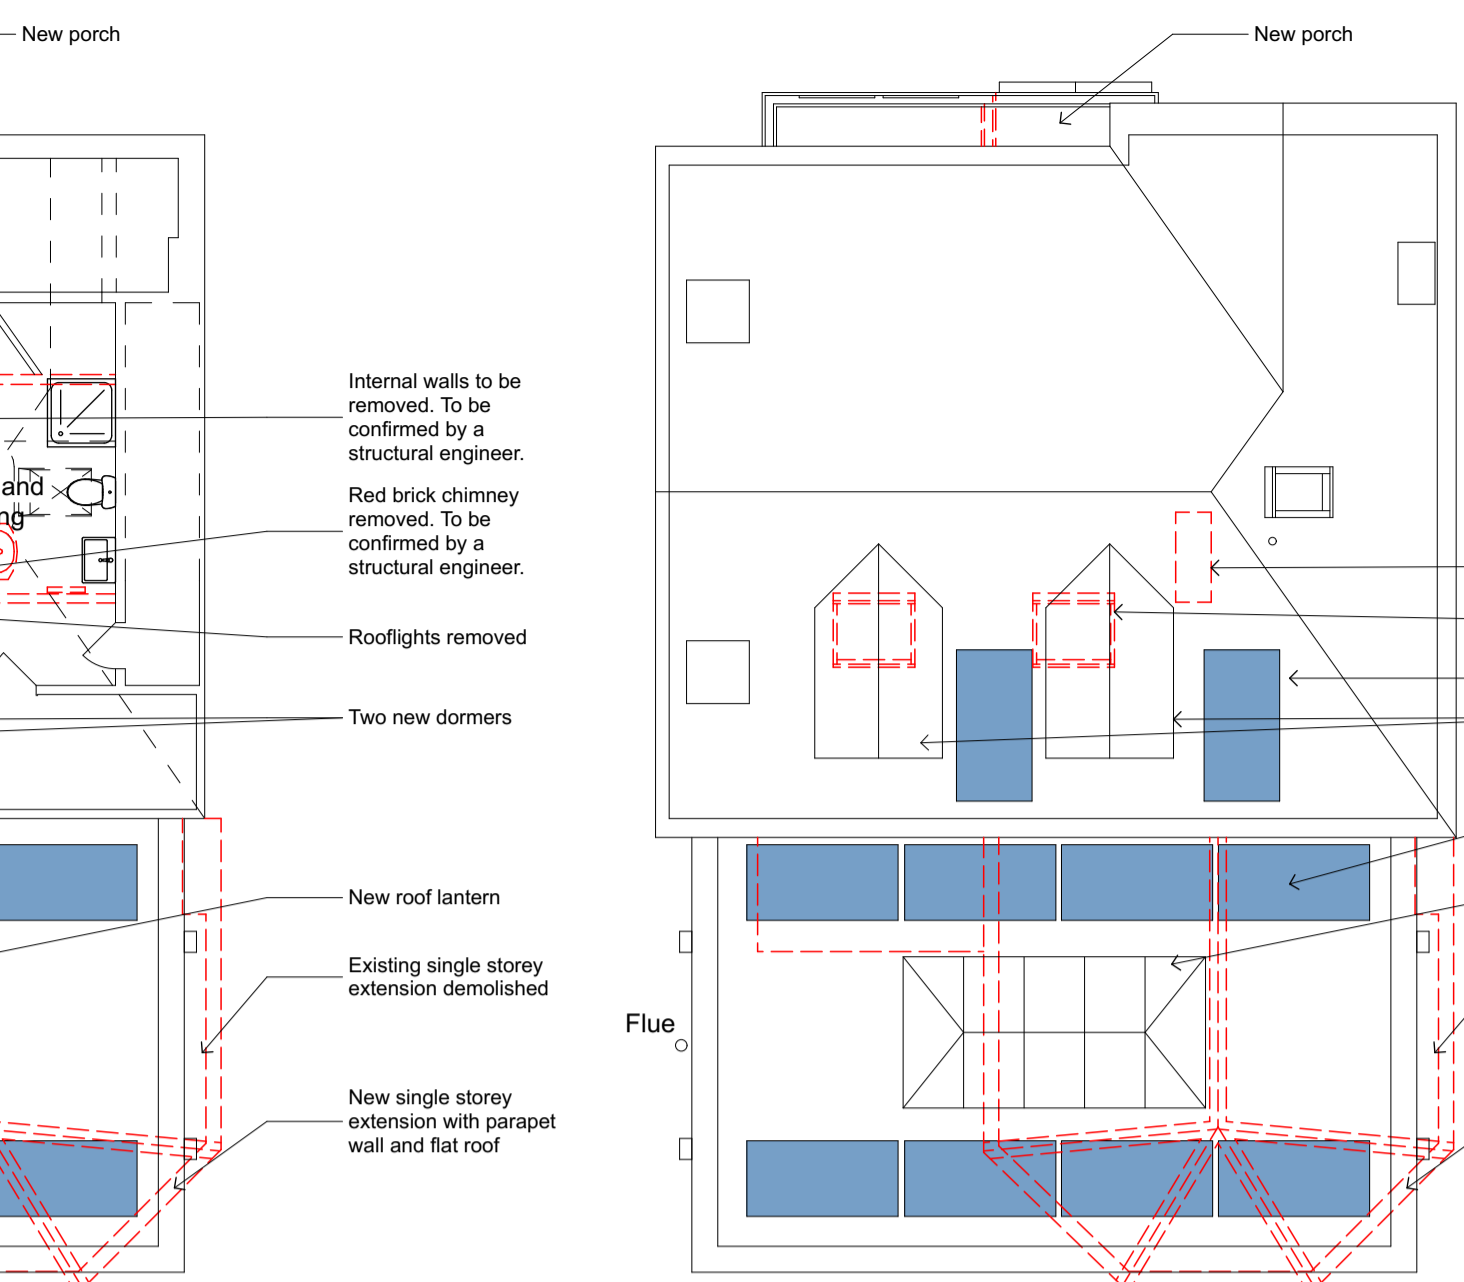 New porch
New porch
Internal walls to be
removed. To be
confirmed by a
structural engineer.
and
ng
Red brick chimney
removed. To be
confirmed by a
structural engineer.
Rooflights removed
Two new dormers
New roof lantern
Existing single storey
extension demolished
Flue
New single storey
extension with parapet
wall and flat roof